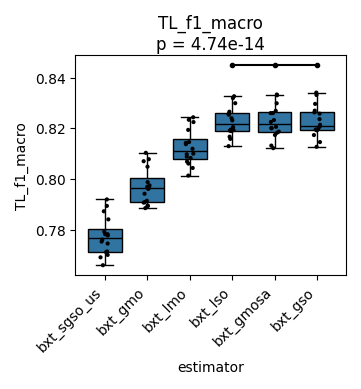 TL_f1_macro
p = 4.74e-14
TL_f1_macro
0.84
0.82
0.80
0.78
bxt_sgso_us
bxt_gmo
bxt_lmo
bxt_lso
bxt_gmosa
bxt_gso
estimator